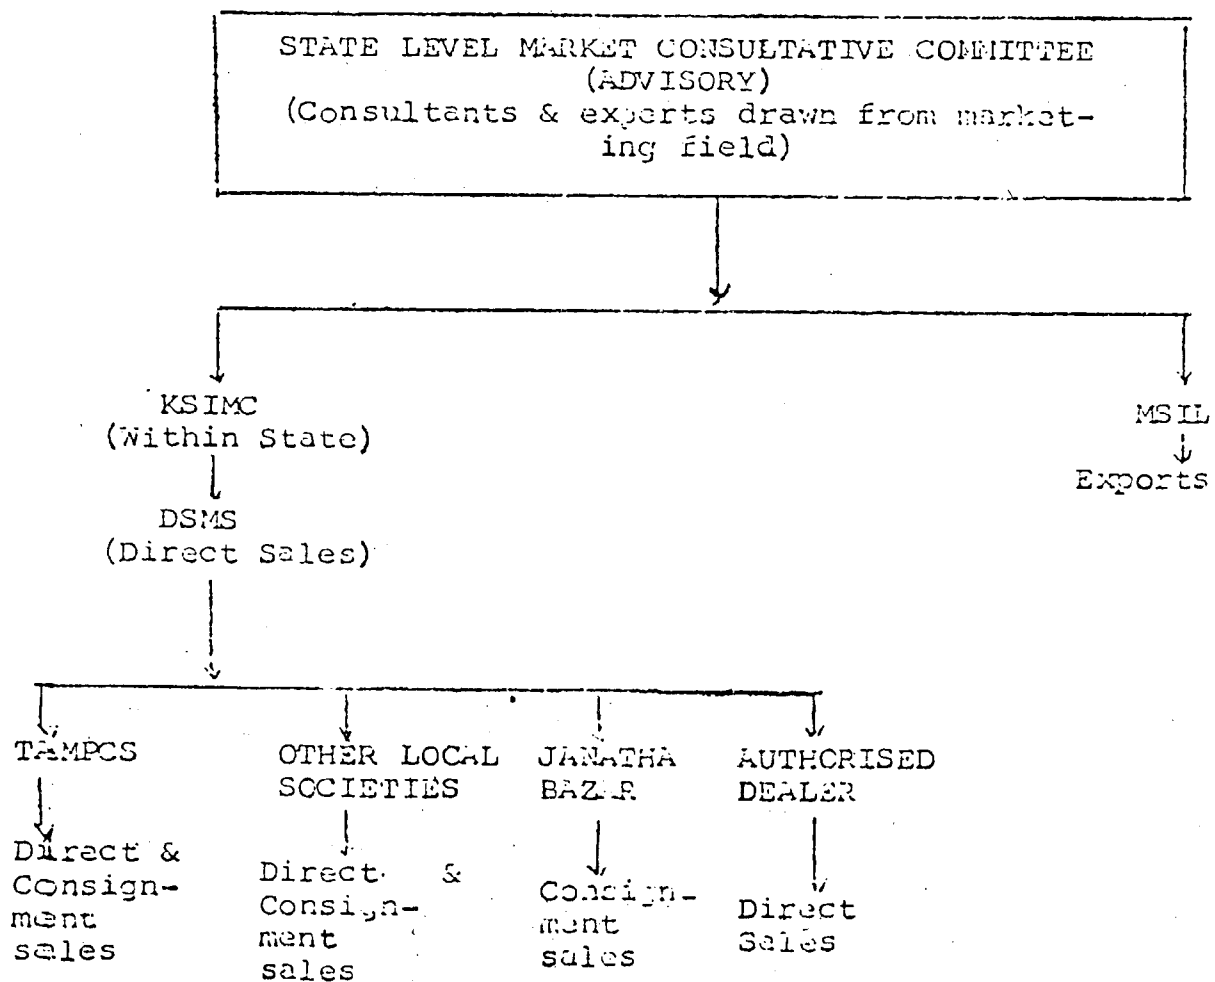 STATE LEVEL MARKET CONSULTATIVE COMMITTEE
(ADVISORY)
(Consultants & experts drawn from market-
ing field)
KSIMC
(Within State)
MSIL
Exports
DSMS
(Direct Sales)
TAMPCS
OTHER LOCAL
SOCIETIES
JANATHA
BAZAR
AUTHORISED
DEALER
Direct &
Consign-
ment
sales
Direct &
Consign-
ment
sales
Consign-
ment
sales
Direct
Sales